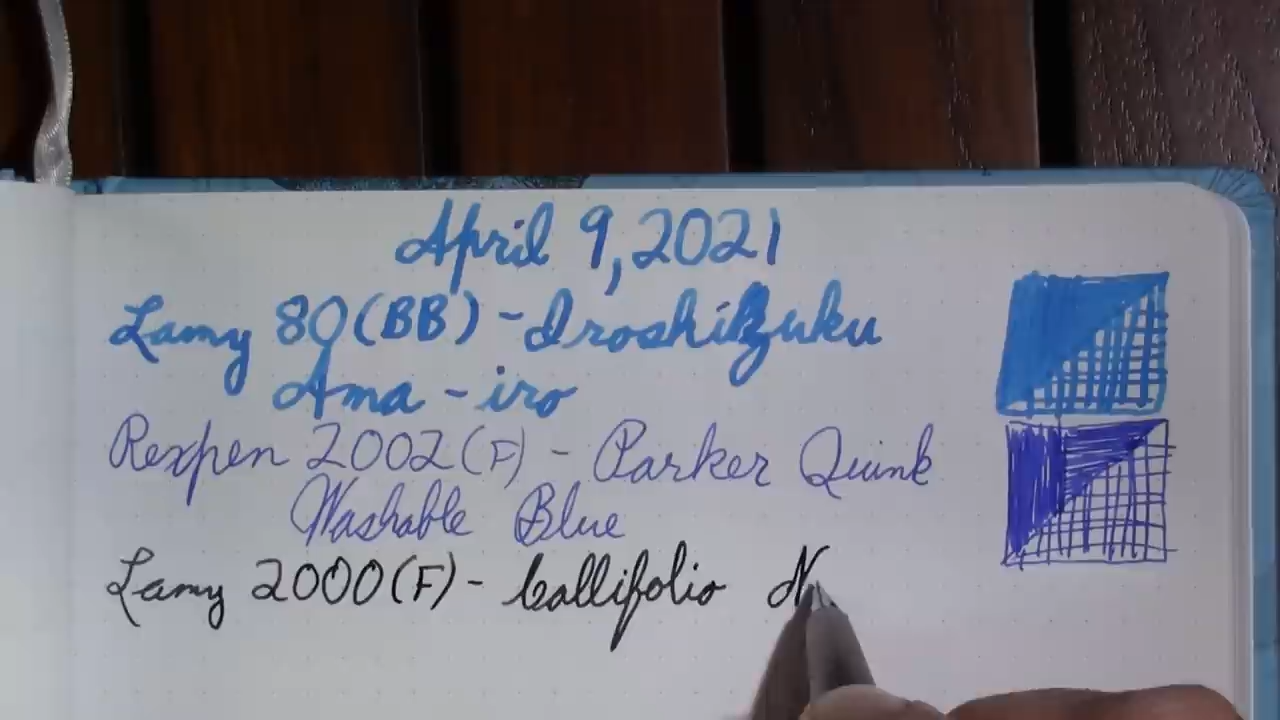 April 9, 2021
Lamy 80 (BB) - Iroshizuku
Ama - iro
Rexpen 2002 (F) - Parker Quink
Washable Blue
Lamy 2000 (F) - Callifolio N